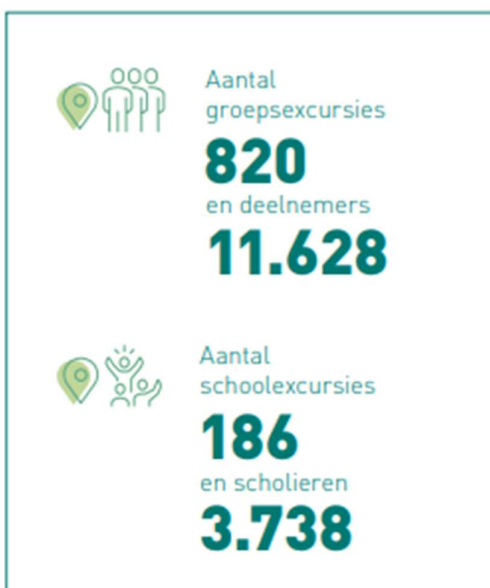 Aantal
groepsexcursies
820
en deelnemers
11.628
Aantal
schoolexcursies
186
en scholieren
3.738